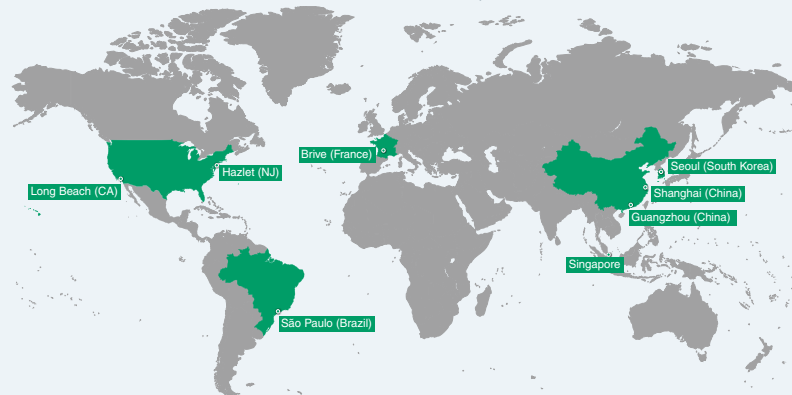 Brive (France)
Hazlet (NJ)
Long Beach (CA)
Seoul (South Korea)
Shanghai (China)
Guangzhou (China)
Singapore
São Paulo (Brazil)